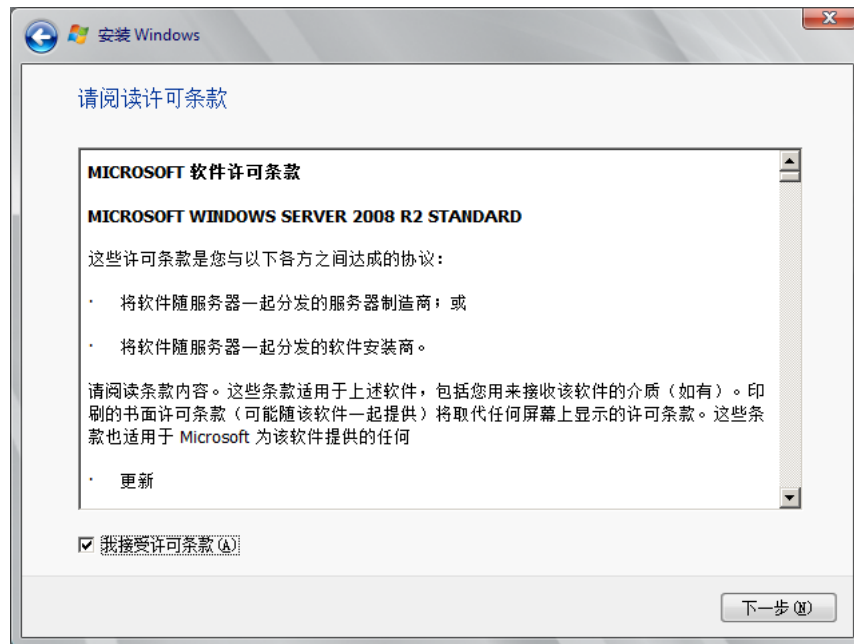 安装 Windows
请阅读许可条款
MICROSOFT 软件许可条款
MICROSOFT WINDOWS SERVER 2008 R2 STANDARD
这些许可条款是您与以下各方之间达成的协议：
· 将软件随服务器一起分发的服务器制造商；或
· 将软件随服务器一起分发的软件安装商。
请阅读条款内容。这些条款适用于上述软件，包括您用来接收该软件的介质（如有）。印
刷的书面许可条款（可能随该软件一起提供）将取代任何屏幕上显示的许可条款。这些条
款也适用于 Microsoft 为该软件提供的任何
· 更新
我接受许可条款(A)
下一步(N)